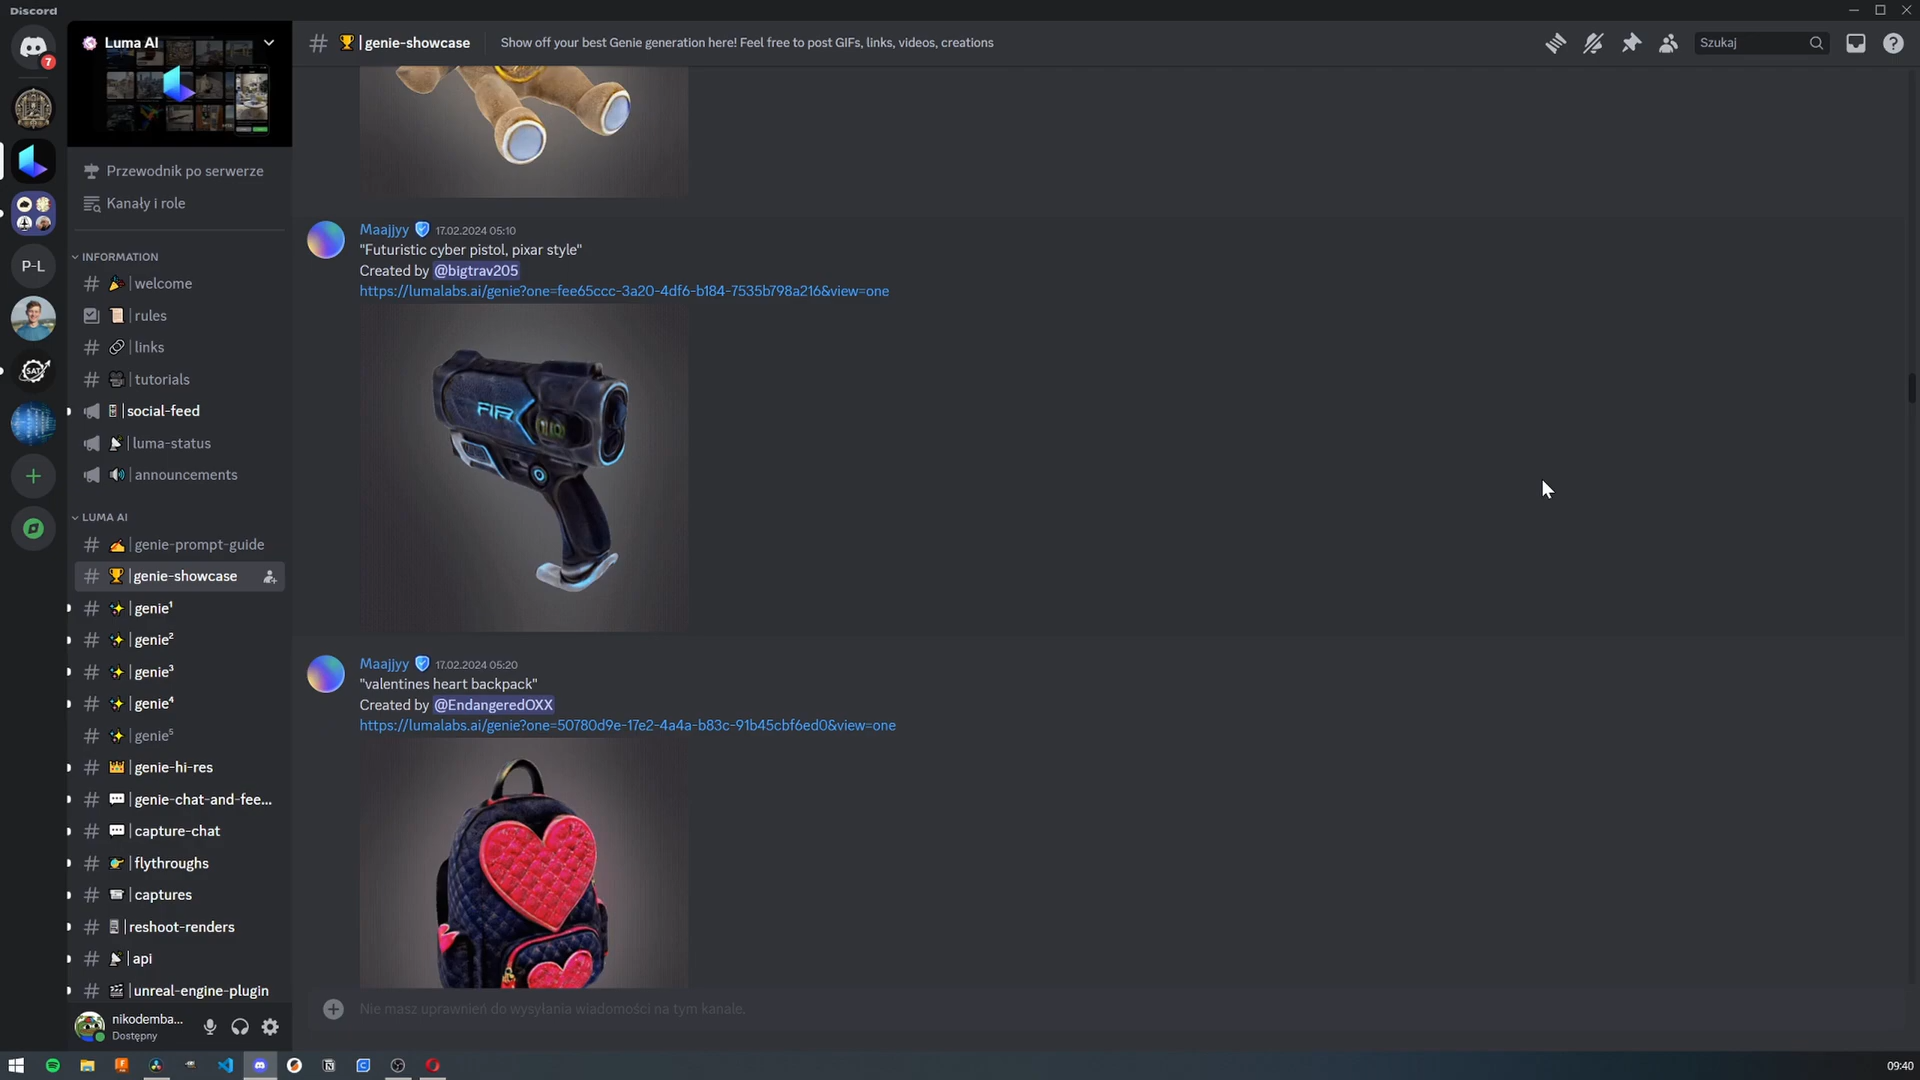 Discord
Luma AI
7
Przewodnik po serwerze
Kanały i role
P-L
SAT
INFORMATION
welcome
rules
links
tutorials
social-feed
luma-status
announcements
LUMA AI
genie-prompt-guide
genie-showcase
genie¹
genie²
genie³
genie⁴
genie⁵
genie-hi-res
genie-chat-and-fee...
capture-chat
flythroughs
captures
reshoot-renders
api
unreal-engine-plugin
nikodemba...
Dostępny
genie-showcase
Show off your best Genie generation here! Feel free to post GIFs, links, videos, creations
Szukaj
Maajjyy 17.02.2024 05:10
"Futuristic cyber pistol, pixar style"
Created by @bigtrav205
https://lumalabs.ai/genie?one=fee65ccc-3a20-4df6-b184-7535b798a216&view=one
Maajjyy 17.02.2024 05:20
"valentines heart backpack"
Created by @EndangeredOXX
https://lumalabs.ai/genie?one=50780d9e-17e2-4a4a-b83c-91b45cbf6ed0&view=one
Nie masz uprawnień do wysyłania wiadomości na tym kanale.
09:40